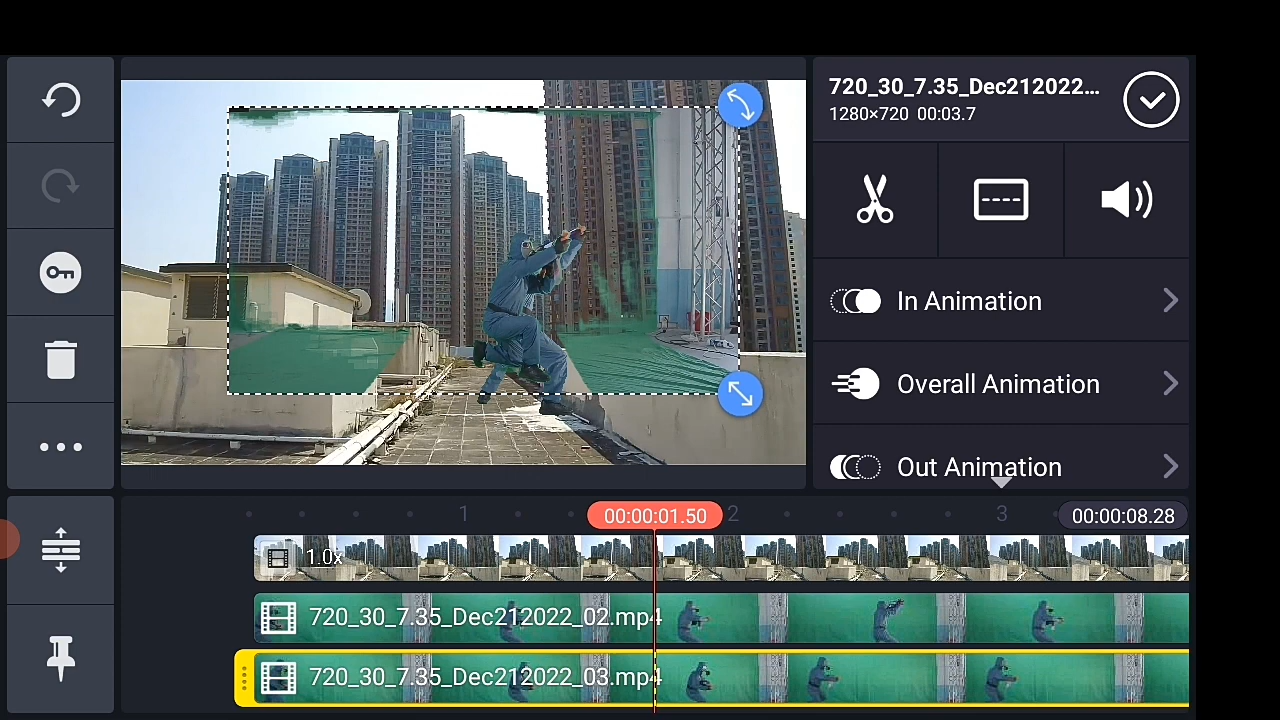 720_30_7.35_Dec212022...
1280×720 00:03.7
In Animation
Overall Animation
Out Animation
1
00:00:01.50
2
3
00:00:08.28
1.0x
720_30_7.35_Dec212022_02.mp4
720_30_7.35_Dec212022_03.mp4